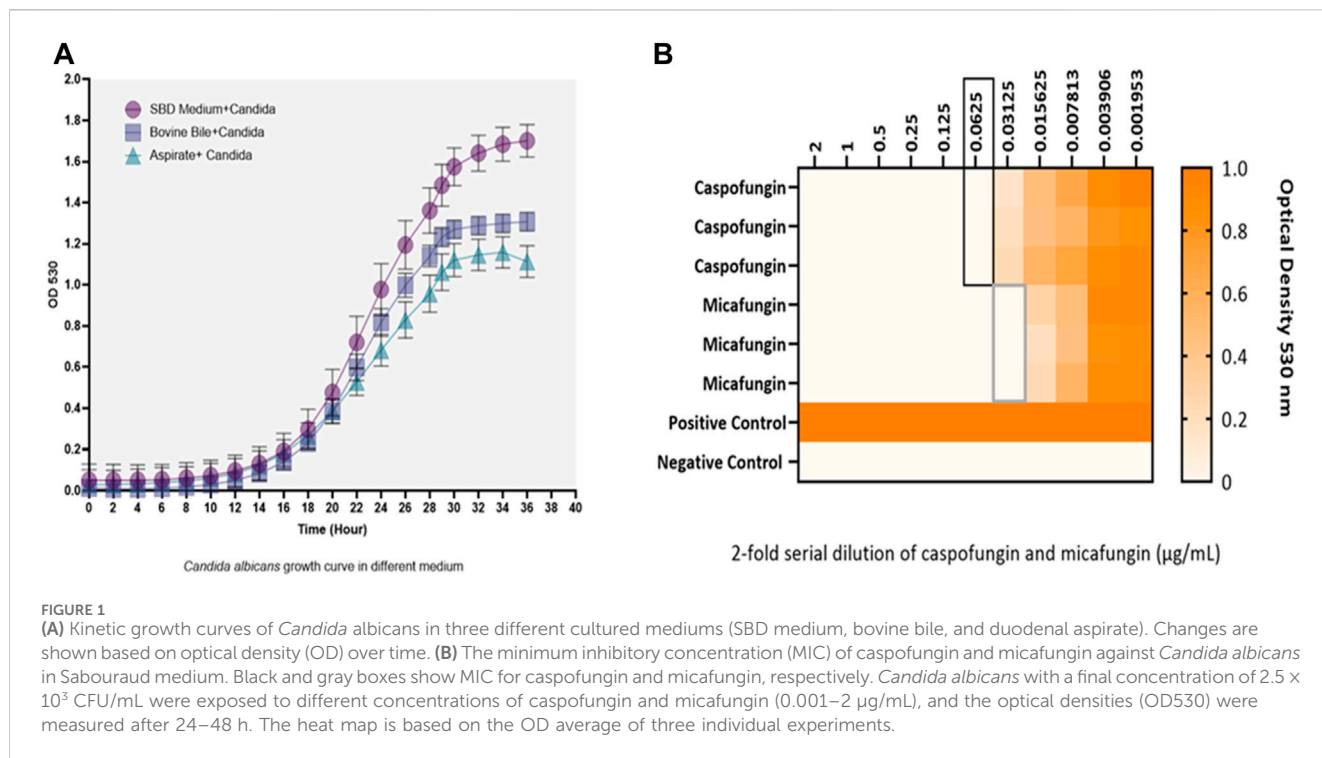 A
2.0
1.8
1.6
1.4
1.2
1.0
0.8
0.6
0.4
0.2
0.0
OD 530
SBD Medium+Candida
Bovine Bile+Candida
Aspirate+ Candida
0 2 4 6 8 10 12 14 16 18 20 22 24 26 28 30 32 34 36 38 40
Time (Hour)
Candida albicans growth curve in different medium
B
2 1 0.5 0.25 0.125 0.0625 0.03125 0.015625 0.007813 0.003906 0.001953
Caspofungin
Caspofungin
Caspofungin
Micafungin
Micafungin
Micafungin
Positive Control
Negative Control
1.0
0.8
0.6
0.4
0.2
0
Optical Density 530 nm
2-fold serial dilution of caspofungin and micafungin (µg/mL)
FIGURE 1
(A) Kinetic growth curves of Candida albicans in three different cultured mediums (SBD medium, bovine bile, and duodenal aspirate). Changes are
shown based on optical density (OD) over time. (B) The minimum inhibitory concentration (MIC) of caspofungin and micafungin against Candida albicans
in Sabouraud medium. Black and gray boxes show MIC for caspofungin and micafungin, respectively. Candida albicans with a final concentration of 2.5 ×
10³ CFU/mL were exposed to different concentrations of caspofungin and micafungin (0.001–2 µg/mL), and the optical densities (OD530) were
measured after 24–48 h. The heat map is based on the OD average of three individual experiments.